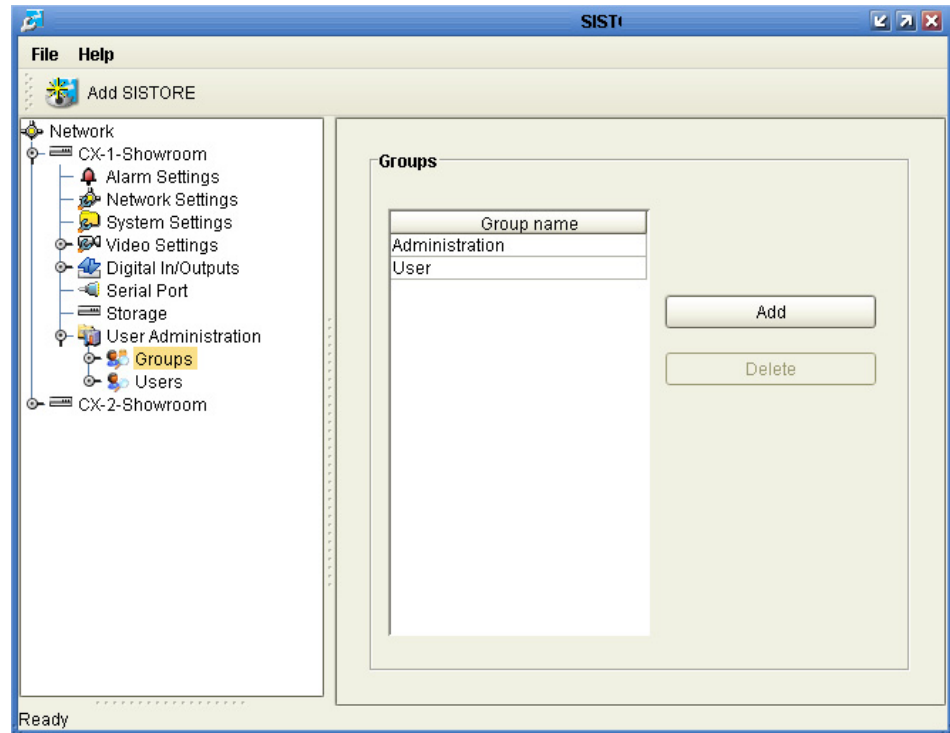 File Help
Add SISTORE
Network
CX-1-Showroom
Alarm Settings
Network Settings
System Settings
Video Settings
Digital In/Outputs
Serial Port
Storage
User Administration
Groups
Users
CX-2-Showroom
Groups
Group name
Administration
User
Add
Delete
Ready